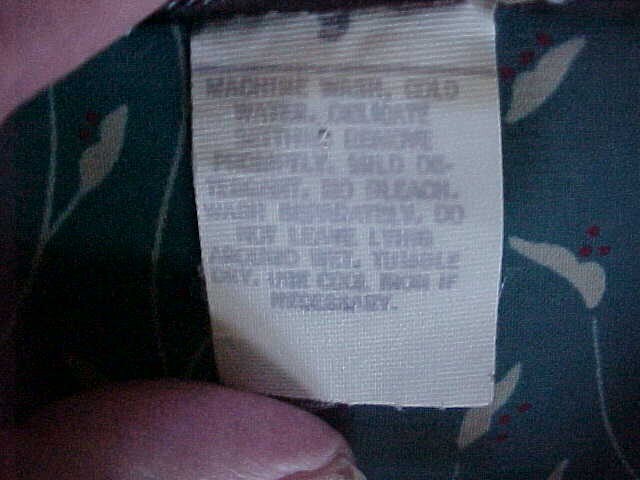 MACHINE WASH, COLD
WATER, DELICATE
SETTING REMOVE
PROMPTLY. MILD DE-
TERGENT. NO BLEACH.
WASH SEPARATELY. DO
NOT LEAVE LYING
AROUND WET. TUMBLE
DRY. USE COOL IRON IF
NECESSARY.